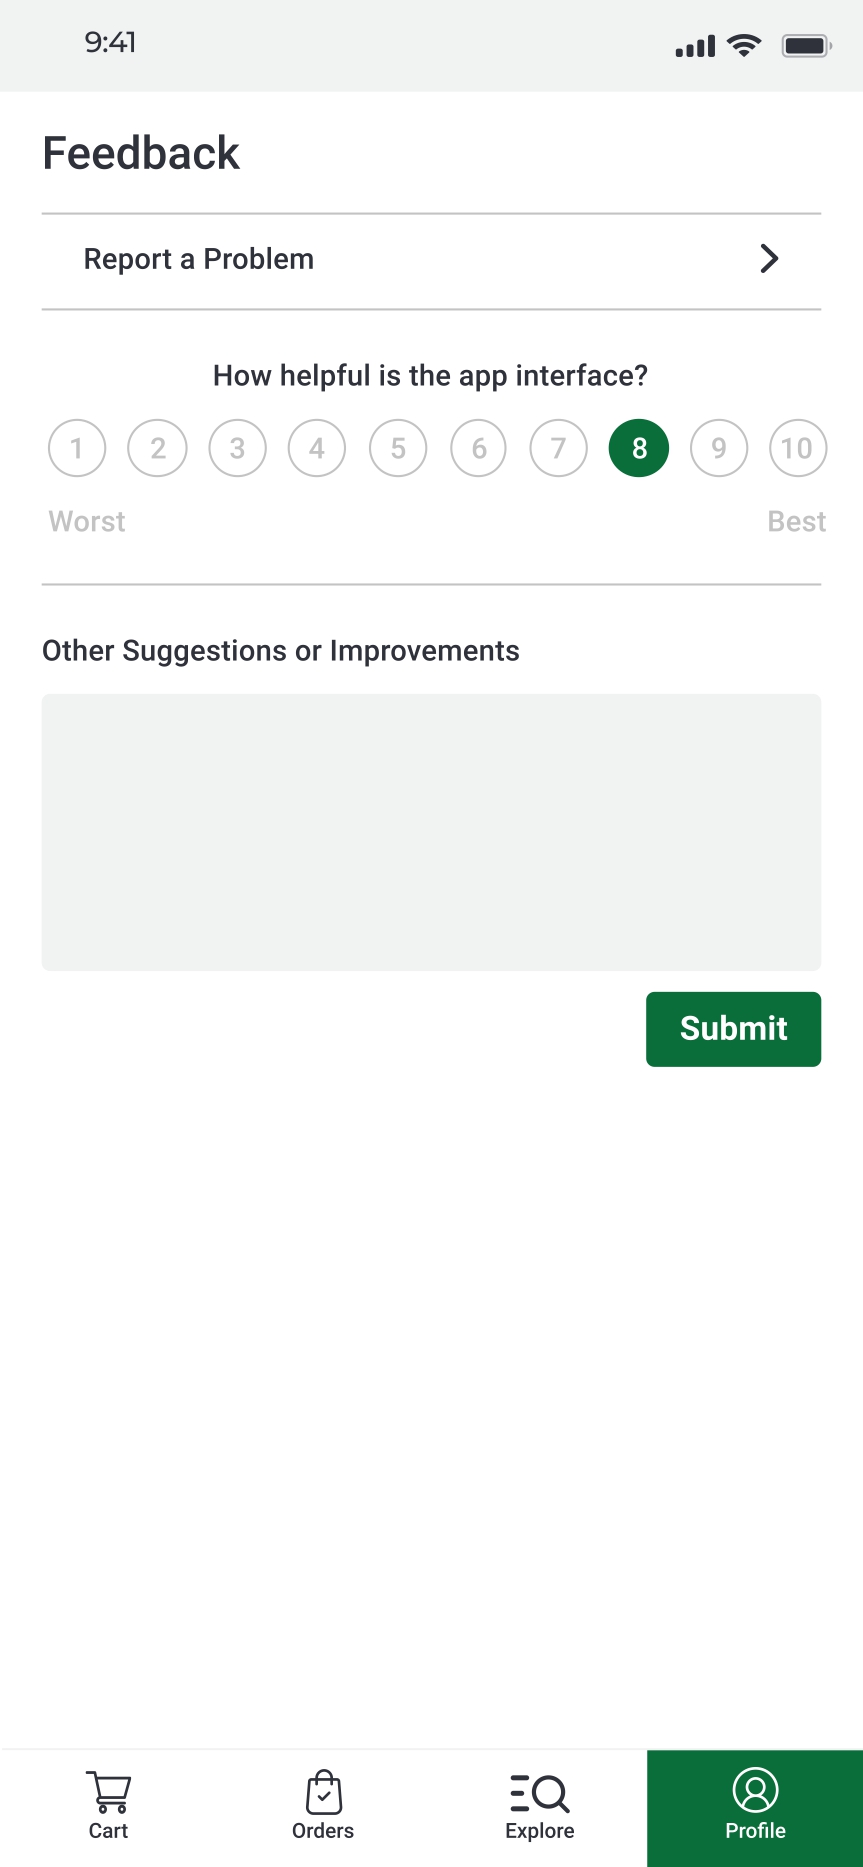 9:41
Feedback
Report a Problem
How helpful is the app interface?
1 2 3 4 5 6 7 8 9 10
Worst Best
Other Suggestions or Improvements
Submit
Cart Orders Explore Profile